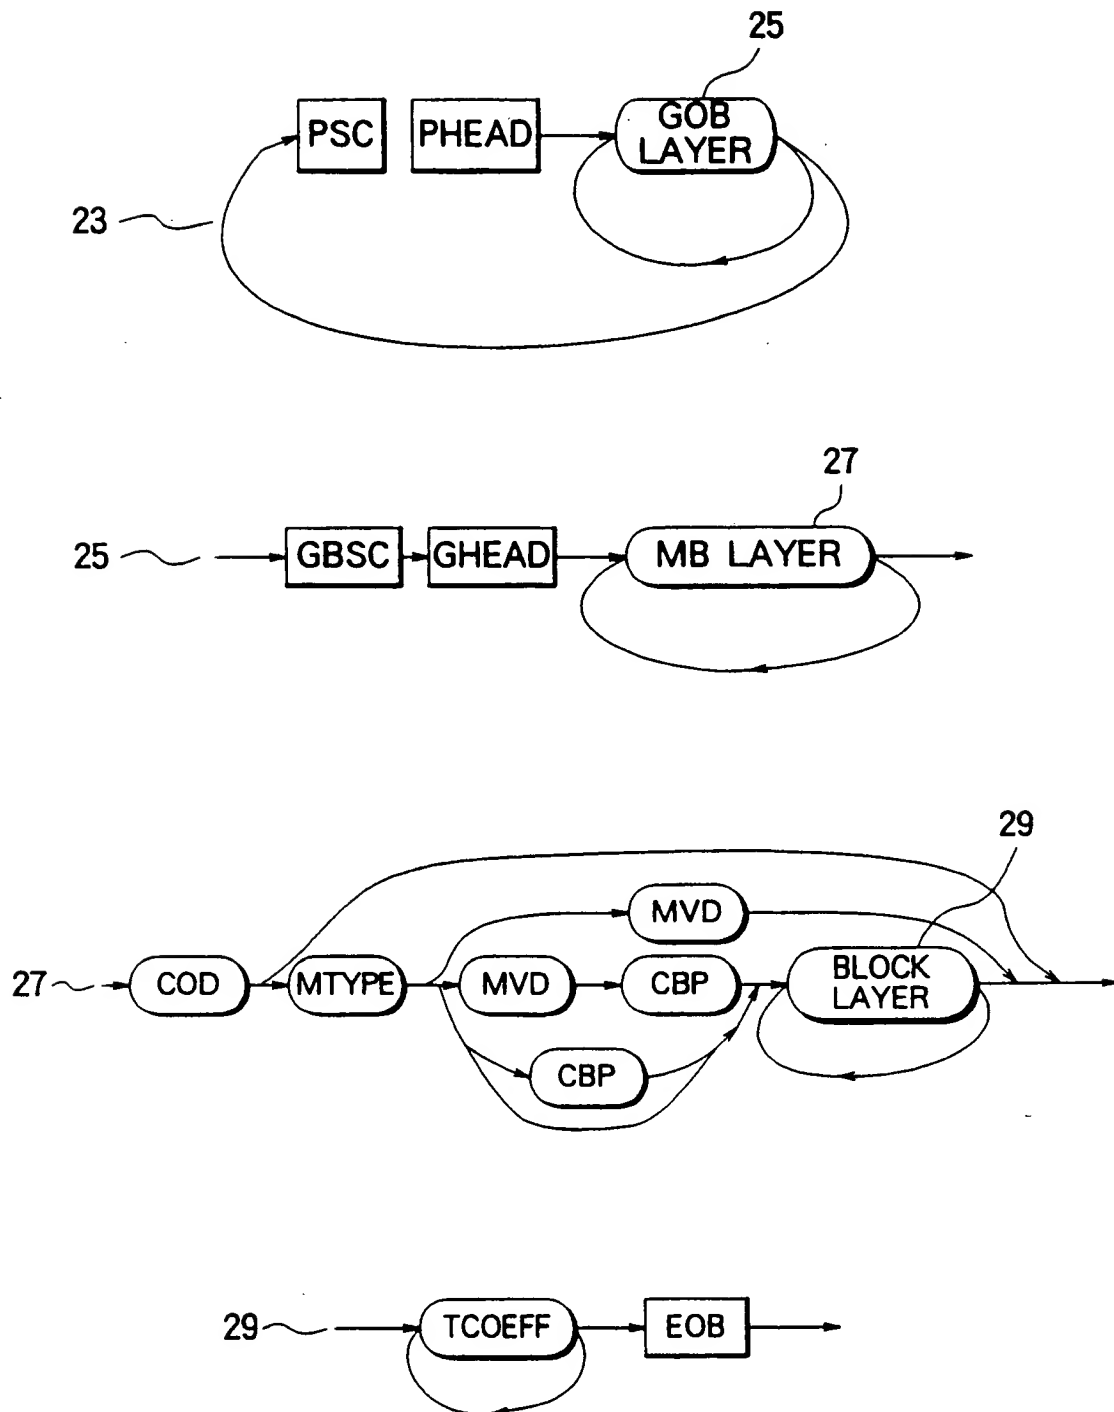 25
PSC
PHEAD
GOB
LAYER
23
27
25
GBSC
GHEAD
MB LAYER
29
MVD
27
COD
MTYPE
MVD
CBP
BLOCK
LAYER
CBP
29
TCOEFF
EOB